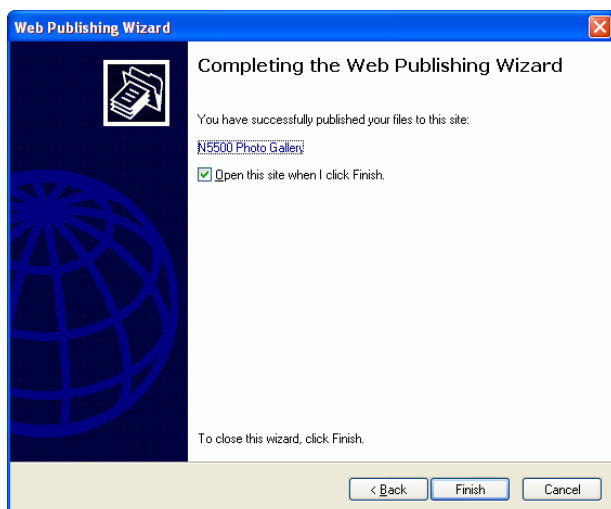 Web Publishing Wizard
Completing the Web Publishing Wizard
You have successfully published your files to this site:
N5500 Photo Gallery
Open this site when I click Finish.
To close this wizard, click Finish.
< Back
Finish
Cancel